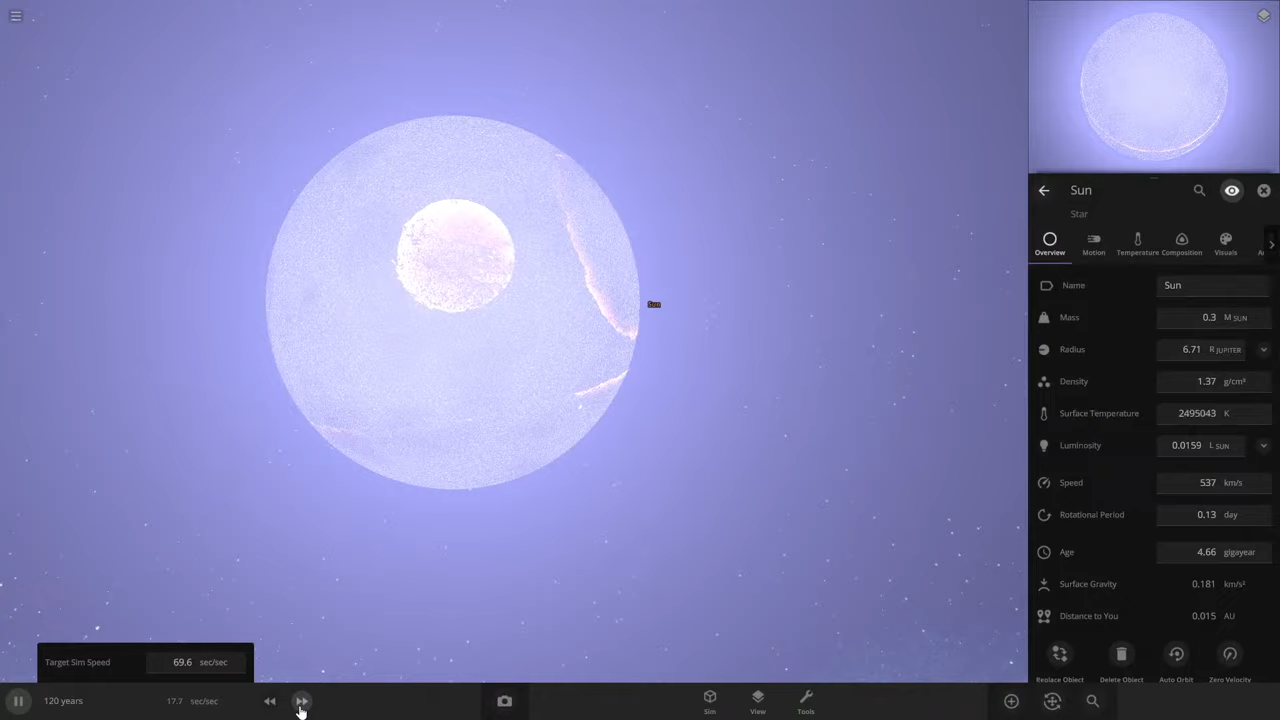 Sun
Star
Overview
Motion
Temperature
Composition
Visuals
Name
Sun
Mass
0.3 M SUN
Radius
6.71 R JUPITER
Density
1.37 g/cm³
Surface Temperature
2495043 K
Luminosity
0.0159 L SUN
Speed
537 km/s
Rotational Period
0.13 day
Age
4.66 gigayear
Surface Gravity
0.181 km/s²
Distance to You
0.015 AU
Replace Object
Delete Object
Auto Orbit
Zero Velocity
Sun
Target Sim Speed
69.6 sec/sec
120 years
17.7 sec/sec
Sim
View
Tools